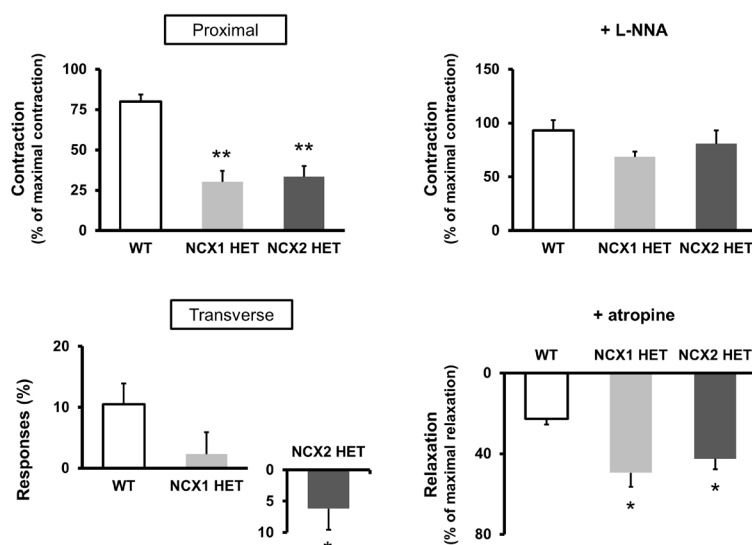 Proximal
Contraction
(% of maximal contraction)
100
75
50
25
0
**
**
WT
NCX1 HET
NCX2 HET
+ L-NNA
Contraction
(% of maximal contraction)
150
100
50
0
WT
NCX1 HET
NCX2 HET
Transverse
Responses (%)
20
10
0
WT
NCX1 HET
NCX2 HET
0
5
10
*
+ atropine
WT
NCX1 HET
NCX2 HET
Relaxation
(% of maximal relaxation)
0
40
80
*
*